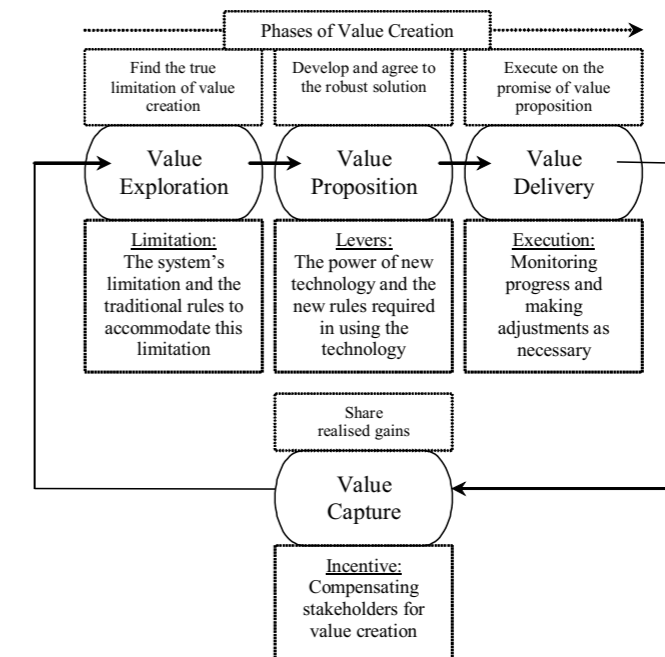 Phases of Value Creation
Find the true
limitation of value
creation
Develop and agree to
the robust solution
Execute on the
promise of value
proposition
Value
Exploration
Value
Proposition
Value
Delivery
Limitation:
The system's
limitation and the
traditional rules to
accommodate this
limitation
Levers:
The power of new
technology and the
new rules required
in using the
technology
Execution:
Monitoring
progress and
making
adjustments as
necessary
Share
realised gains
Value
Capture
Incentive:
Compensating
stakeholders for
value creation